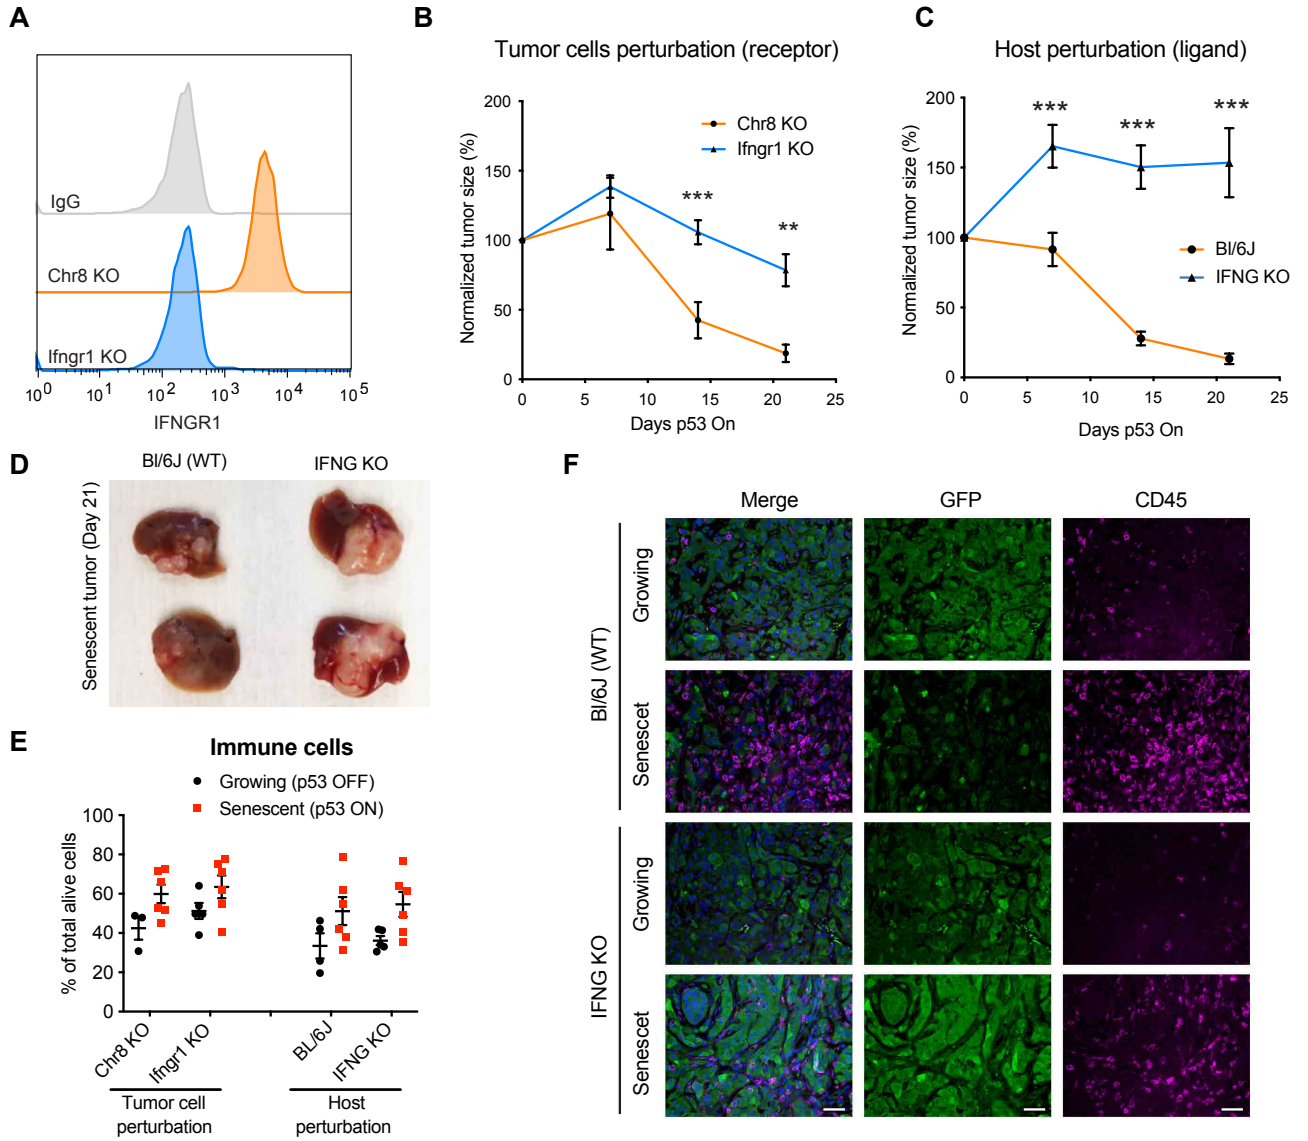 A
IgG
Chr8 KO
Ifngr1 KO
10^0 10^1 10^2 10^3 10^4 10^5
IFNGR1
B
Tumor cells perturbation (receptor)
Normalized tumor size (%)
200
150
100
50
0
0 5 10 15 20 25
Days p53 On
Chr8 KO
Ifngr1 KO
***
**
C
Host perturbation (ligand)
Normalized tumor size (%)
200
150
100
50
0
0 5 10 15 20 25
Days p53 On
*** *** ***
Bl/6J
IFNG KO
D
Bl/6J (WT) IFNG KO
Senescent tumor (Day 21)
E
Immune cells
Growing (p53 OFF)
Senescent (p53 ON)
% of total alive cells
100
80
60
40
20
0
Chr8 KO
Ifngr1 KO
BL/6J
IFNG KO
Tumor cell
perturbation
Host
perturbation
F
Merge GFP CD45
Bl/6J (WT)
Growing
Senescet
IFNG KO
Growing
Senescet